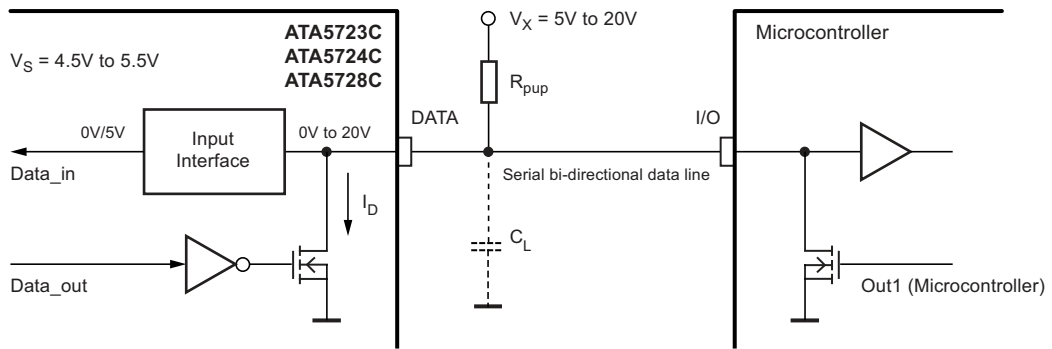 V_S = 4.5V to 5.5V
ATA5723C
ATA5724C
ATA5728C
V_X = 5V to 20V
R_pup
Microcontroller
0V/5V
Input
Interface
0V to 20V
DATA
I/O
Data_in
Serial bi-directional data line
I_D
C_L
Data_out
Out1 (Microcontroller)